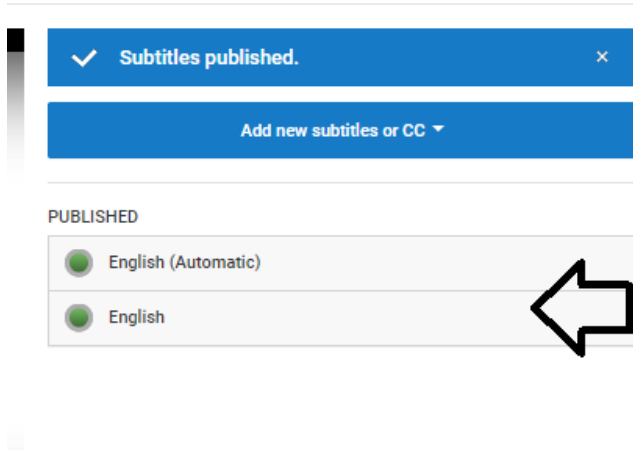 Subtitles published.
Add new subtitles or CC
PUBLISHED
English (Automatic)
English